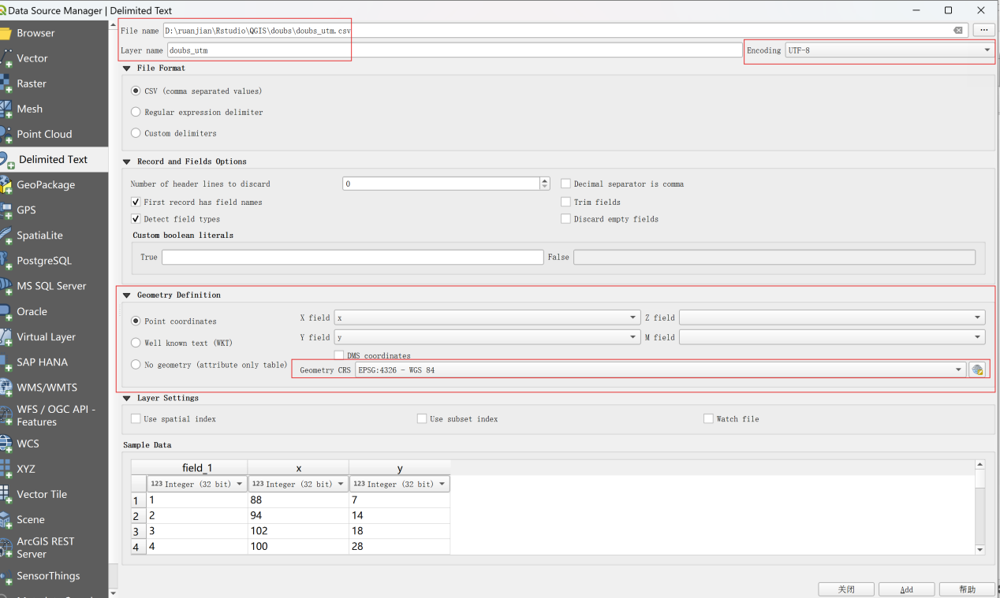 Data Source Manager | Delimited Text
Browser
Vector
Raster
Mesh
Point Cloud
Delimited Text
GeoPackage
GPS
SpatiaLite
PostgreSQL
MS SQL Server
Oracle
Virtual Layer
SAP HANA
WMS/WMTS
WFS / OGC API -
Features
WCS
XYZ
Vector Tile
Scene
ArcGIS REST
Server
SensorThings
File name D:\ruanjian\Rstudio\QGIS\doubs\doubs_utm.csv ...
Layer name doubs_utm Encoding UTF-8
File Format
CSV (comma separated values)
Regular expression delimiter
Custom delimiters
Record and Fields Options
Number of header lines to discard 0 Decimal separator is comma
First record has field names Trim fields
Detect field types Discard empty fields
Custom boolean literals
True False
Geometry Definition
Point coordinates X field x Z field
Well known text (WKT) Y field y M field
DMS coordinates
No geometry (attribute only table) Geometry CRS EPSG:4326 - WGS 84
Layer Settings
Use spatial index Use subset index Watch file
Sample Data
field_1 x y
123 Integer (32 bit) 123 Integer (32 bit) 123 Integer (32 bit)
1 1 88 7
2 2 94 14
3 3 102 18
4 4 100 28
关闭 Add 帮助